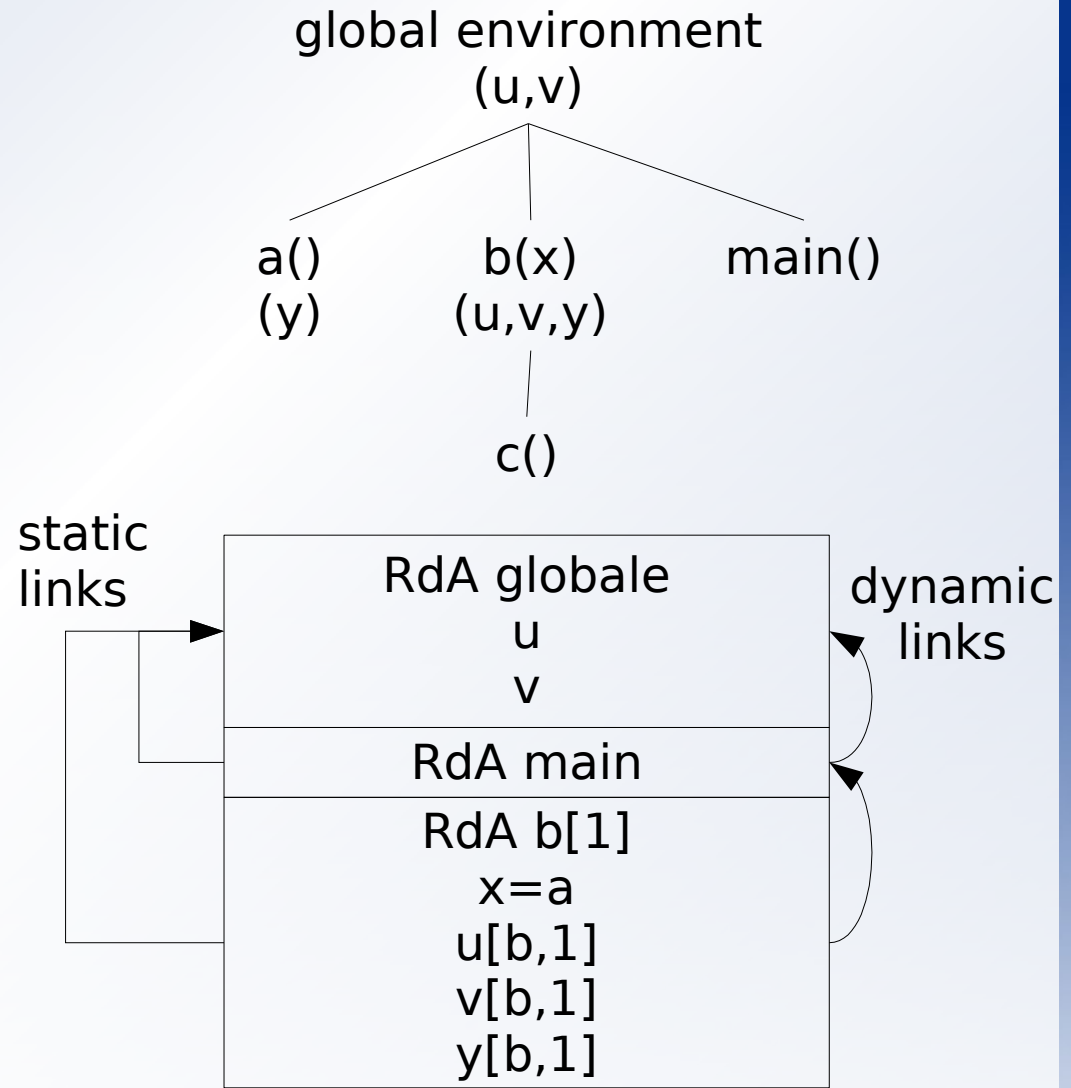 global environment
(u,v)
a() b(x) main()
(y) (u,v,y)
c()
static
links
RdA globale
u
v
dynamic
links
RdA main
RdA b[1]
x=a
u[b,1]
v[b,1]
y[b,1]